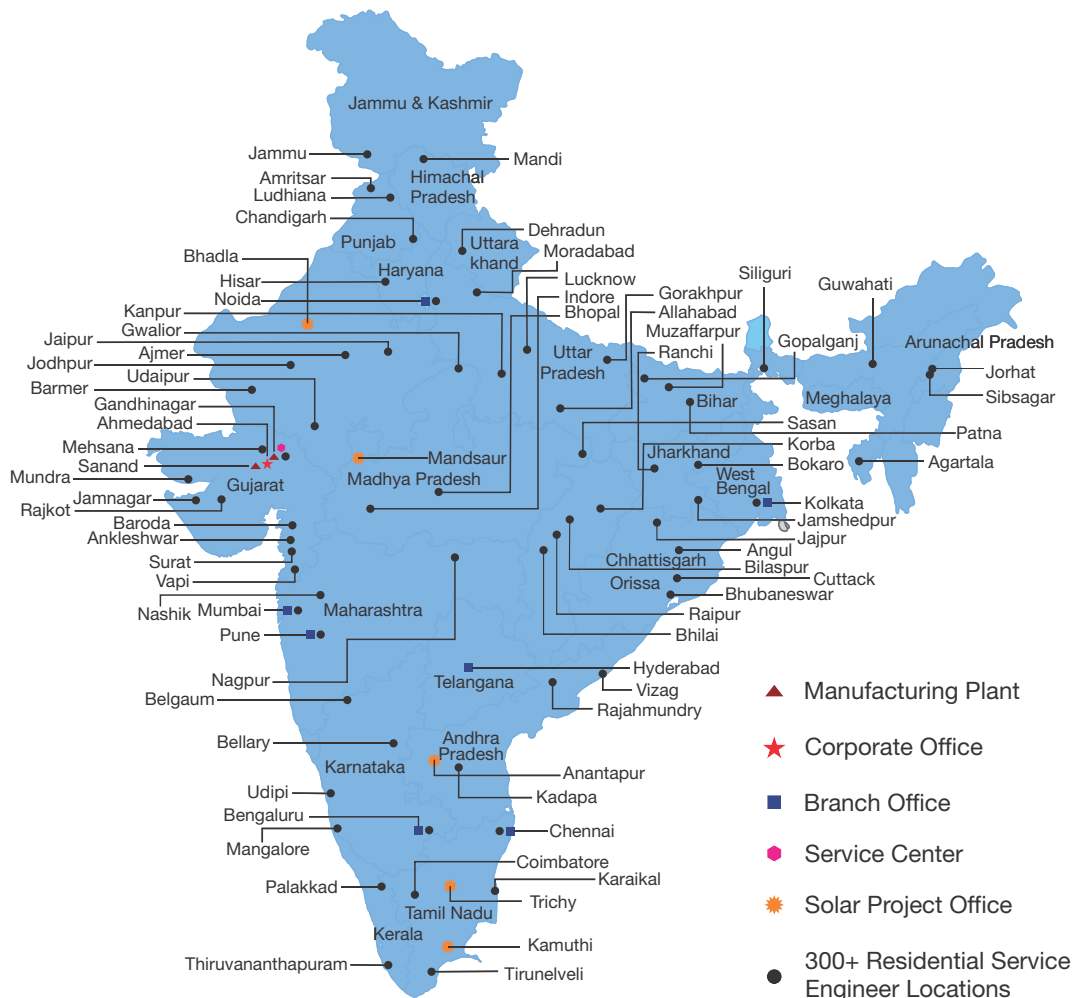 Jammu & Kashmir
Jammu
Mandi
Amritsar
Himachal
Pradesh
Ludhiana
Chandigarh
Dehradun
Punjab
Uttara
khand
Moradabad
Bhadla
Haryana
Lucknow
Siliguri
Hisar
Guwahati
Noida
Indore
Gorakhpur
Kanpur
Bhopal
Allahabad
Gwalior
Muzaffarpur
Jaipur
Gopalganj
Arunachal Pradesh
Ajmer
Uttar
Pradesh
Ranchi
Jodhpur
Jorhat
Udaipur
Barmer
Sibsagar
Meghalaya
Bihar
Gandhinagar
Ahmedabad
Sasan
Patna
Mehsana
Korba
Jharkhand
Sanand
Mandsaur
Bokaro
Agartala
Mundra
Gujarat
Madhya Pradesh
West
Bengal
Jamnagar
Kolkata
Rajkot
Jamshedpur
Baroda
Jajpur
Ankleshwar
Angul
Surat
Chhattisgarh
Bilaspur
Vapi
Orissa
Cuttack
Bhubaneswar
Nashik
Mumbai
Maharashtra
Raipur
Pune
Bhilai
Hyderabad
Nagpur
Telangana
Vizag
Belgaum
Rajahmundry
Bellary
Andhra
Pradesh
Karnataka
Anantapur
Udipi
Kadapa
Bengaluru
Chennai
Mangalore
Coimbatore
Karaikal
Palakkad
Trichy
Tamil Nadu
Kerala
Kamuthi
Thiruvananthapuram
Tirunelveli
Manufacturing Plant
Corporate Office
Branch Office
Service Center
Solar Project Office
300+ Residential Service
Engineer Locations